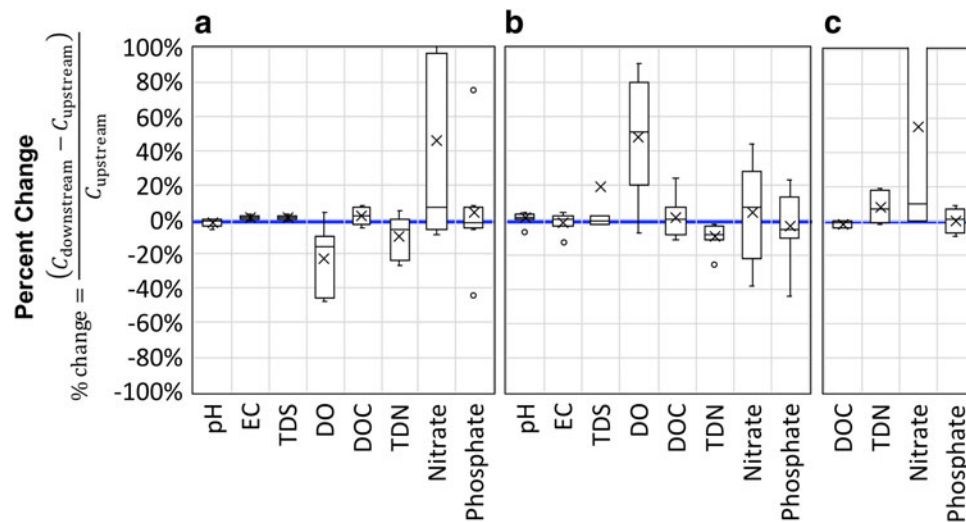 a
b
c
Percent Change
% change = (C_downstream − C_upstream) / C_upstream
100%
80%
60%
40%
20%
0%
-20%
-40%
-60%
-80%
-100%
pH
EC
TDS
DO
DOC
TDN
Nitrate
Phosphate
pH
EC
TDS
DO
DOC
TDN
Nitrate
Phosphate
DOC
TDN
Nitrate
Phosphate